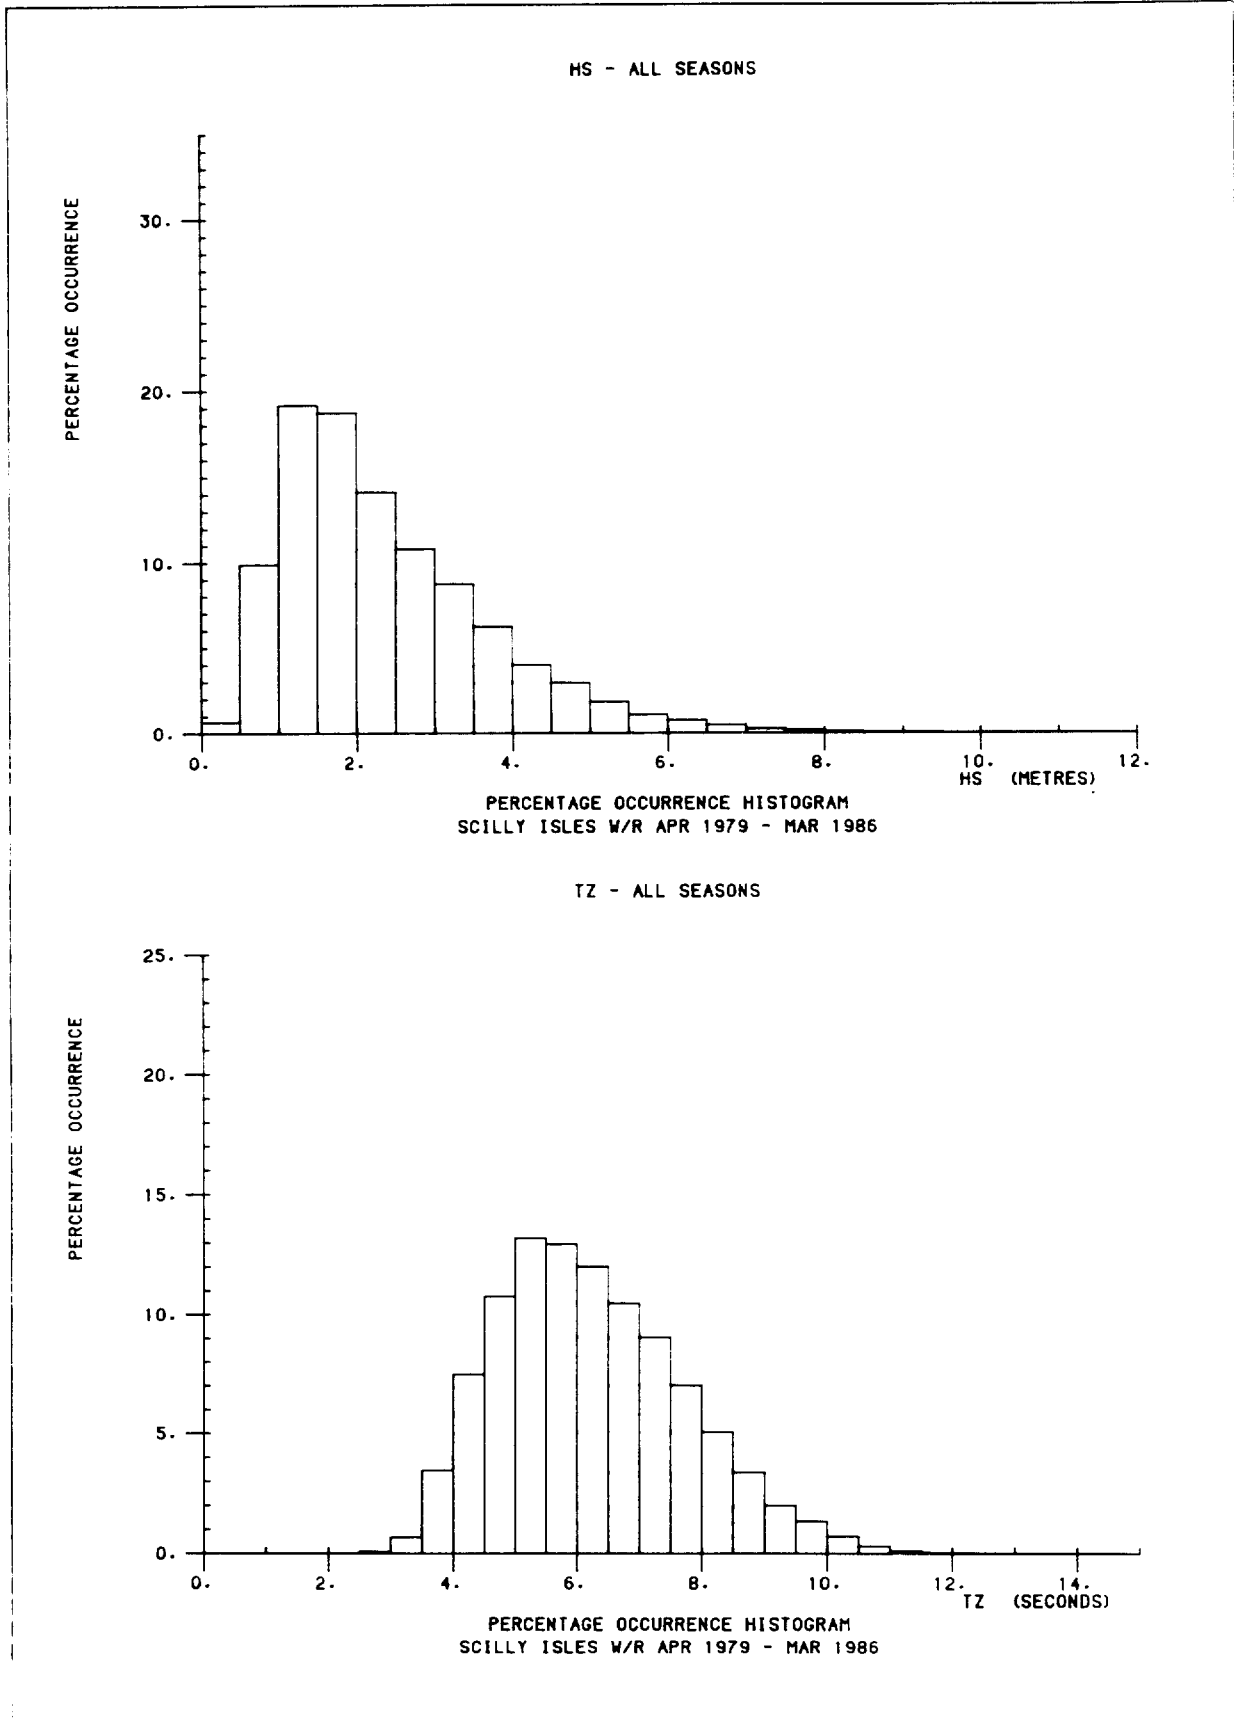 HS - ALL SEASONS
PERCENTAGE OCCURRENCE
30.
20.
10.
0.
0. 2. 4. 6. 8. 10. 12.
HS (METRES)
PERCENTAGE OCCURRENCE HISTOGRAM
SCILLY ISLES W/R APR 1979 - MAR 1986
TZ - ALL SEASONS
PERCENTAGE OCCURRENCE
25.
20.
15.
10.
5.
0.
0. 2. 4. 6. 8. 10. 12. 14.
TZ (SECONDS)
PERCENTAGE OCCURRENCE HISTOGRAM
SCILLY ISLES W/R APR 1979 - MAR 1986